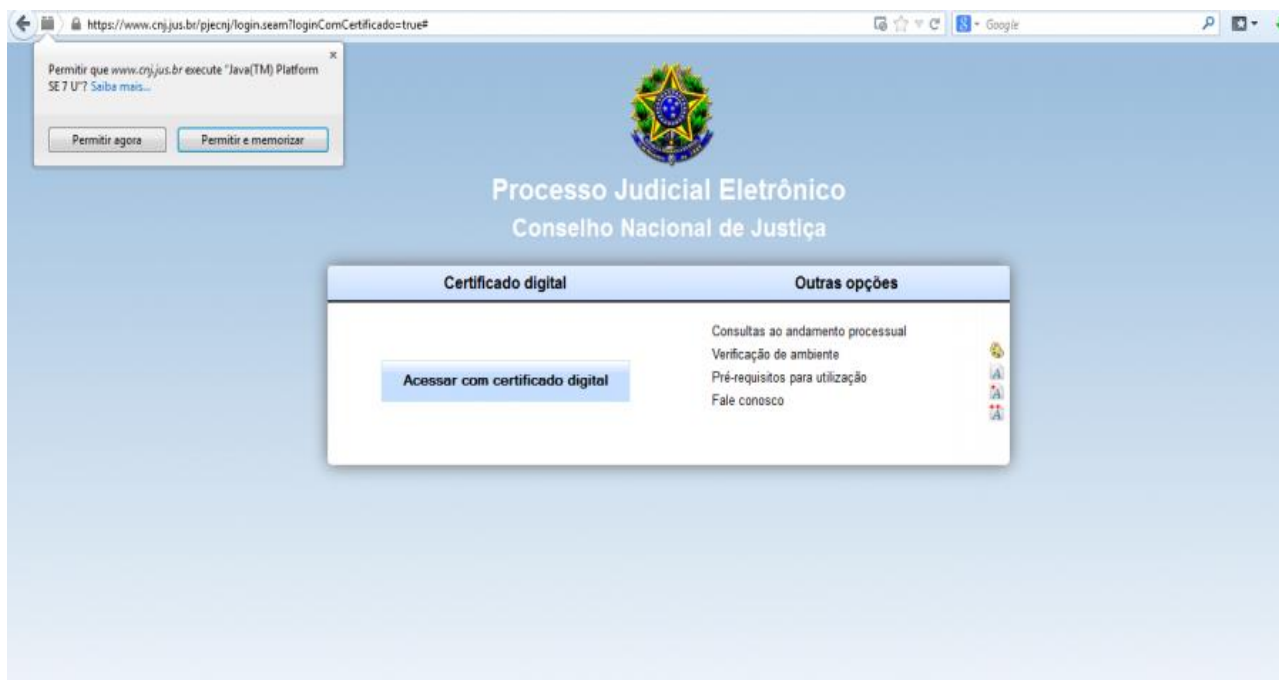 https://www.cnj.jus.br/pjecnj/login.seam?loginComCertificado=true#
Google
Permitir que www.cnj.jus.br execute "Java(TM) Platform
SE 7 U"? Saiba mais...
Permitir agora
Permitir e memorizar
Processo Judicial Eletrônico
Conselho Nacional de Justiça
Certificado digital
Outras opções
Acessar com certificado digital
Consultas ao andamento processual
Verificação de ambiente
Pré-requisitos para utilização
Fale conosco